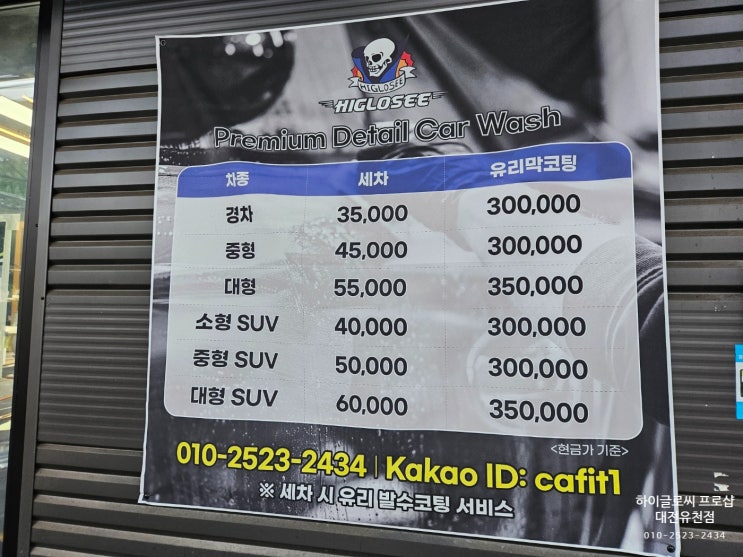 HIGLOSEE
HIGLOSEE
Premium Detail Car Wash
차종 세차 유리막코팅
경차 35,000 300,000
중형 45,000 300,000
대형 55,000 350,000
소형 SUV 40,000 300,000
중형 SUV 50,000 300,000
대형 SUV 60,000 350,000
<현금가 기준>
010-2523-2434 | Kakao ID: cafit1
※ 세차 시 유리 발수코팅 서비스
하이글로씨 프로샵
대전유천점
010-2523-2434